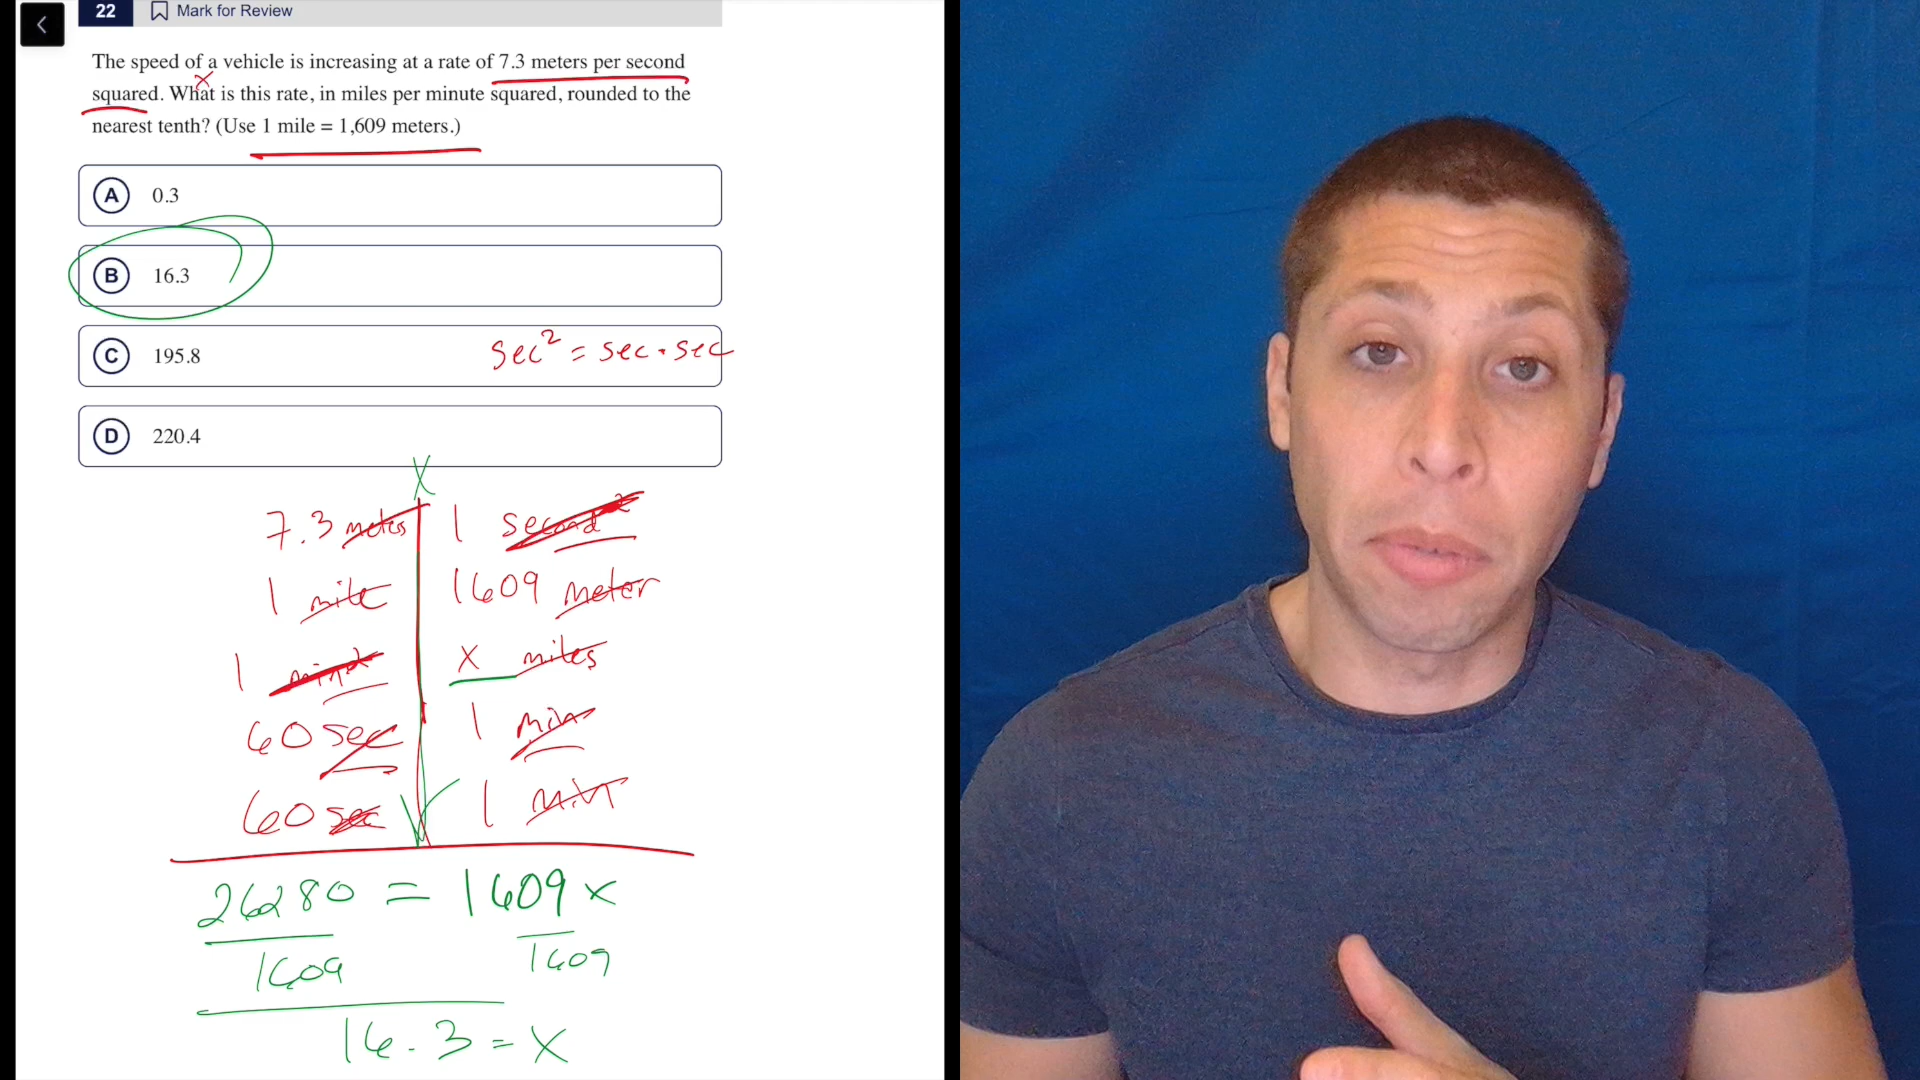 22 Mark for Review
The speed of a vehicle is increasing at a rate of 7.3 meters per second
x
squared. What is this rate, in miles per minute squared, rounded to the
nearest tenth? (Use 1 mile = 1,609 meters.)
A 0.3
B 16.3
C 195.8
sec² = sec · sec
D 220.4
x
7.3 meters 1 second²
1 mile 1609 meter
1 min² x miles
60 sec 1 min
60 sec 1 min
26280 = 1609x
1609 1609
16.3 = x